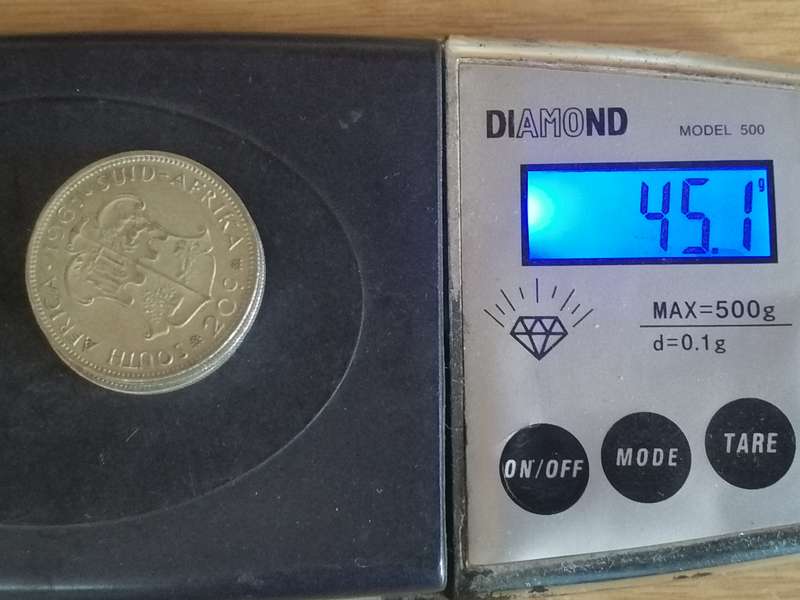 SUID-AFRIKA
20c
SOUTH AFRICA · 1961
DIAMOND
MODEL 500
45.1 g
MAX=500g
d=0.1g
ON/OFF
MODE
TARE